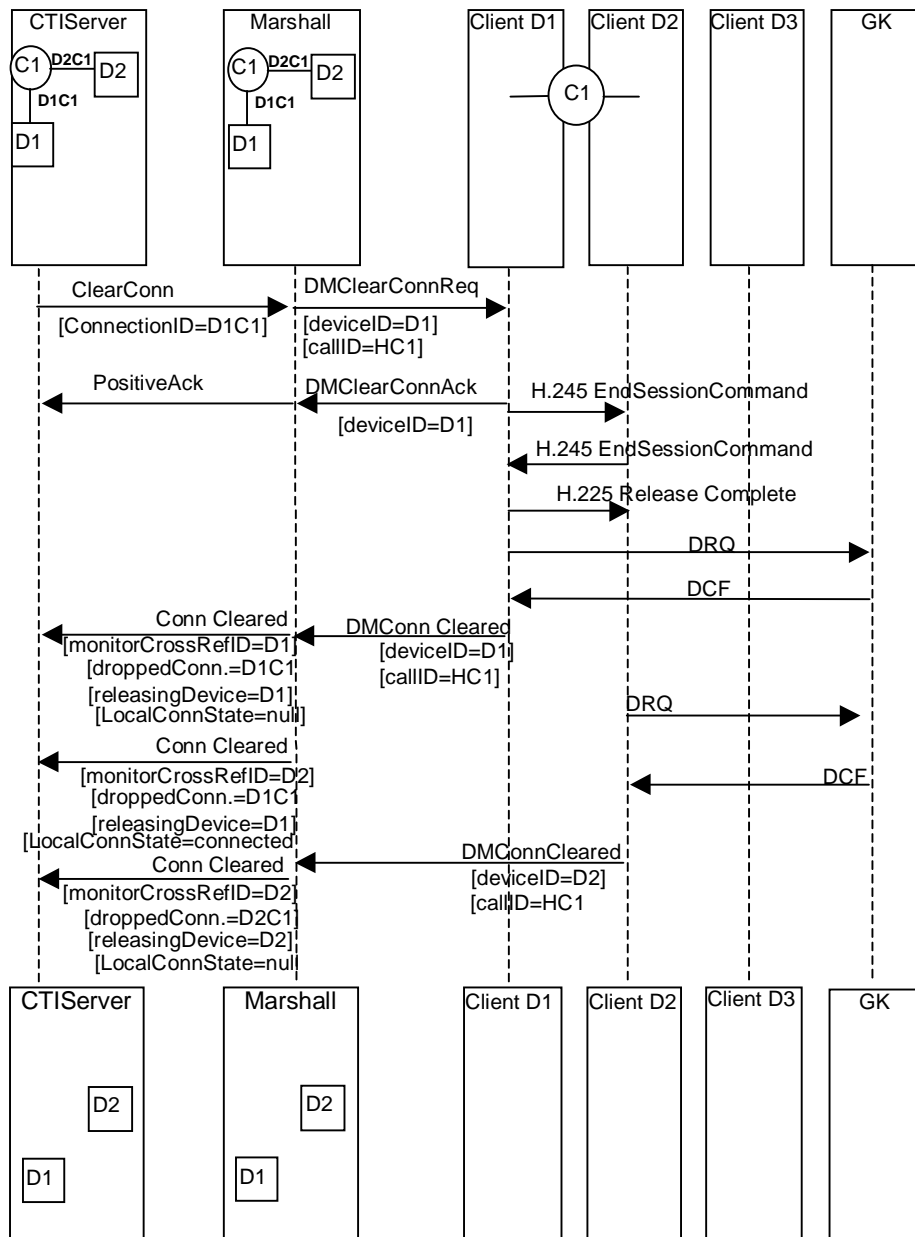 CTIServer
Marshall
Client D1
Client D2
Client D3
GK
C1
D2C1
D2
D1C1
D1
C1
D2C1
D2
D1C1
D1
C1
ClearConn
[ConnectionID=D1C1]
DMClearConnReq
[deviceID=D1]
[callID=HC1]
PositiveAck
DMClearConnAck
[deviceID=D1]
H.245 EndSessionCommand
H.245 EndSessionCommand
H.225 Release Complete
DRQ
DCF
Conn Cleared
[monitorCrossRefID=D1]
[droppedConn.=D1C1
[releasingDevice=D1]
[LocalConnState=null]
DMConn Cleared
[deviceID=D1]
[callID=HC1]
DRQ
Conn Cleared
[monitorCrossRefID=D2]
[droppedConn.=D1C1
[releasingDevice=D1]
[LocalConnState=connected
DCF
Conn Cleared
[monitorCrossRefID=D2]
[droppedConn.=D2C1]
[releasingDevice=D2]
[LocalConnState=null
DMConnCleared
[deviceID=D2]
[callID=HC1
CTIServer
Marshall
Client D1
Client D2
Client D3
GK
D2
D1
D2
D1